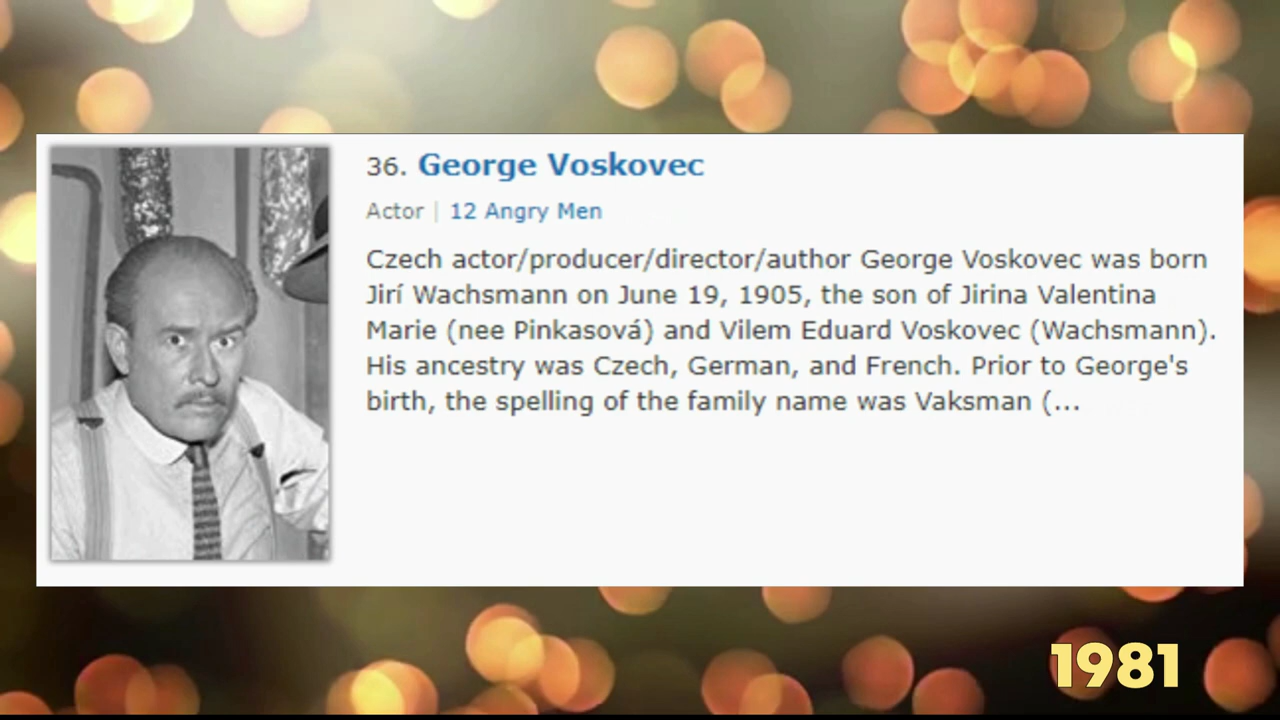 36. George Voskovec
Actor | 12 Angry Men
Czech actor/producer/director/author George Voskovec was born
Jirí Wachsmann on June 19, 1905, the son of Jirina Valentina
Marie (nee Pinkasová) and Vilem Eduard Voskovec (Wachsmann).
His ancestry was Czech, German, and French. Prior to George's
birth, the spelling of the family name was Vaksman (...
1981